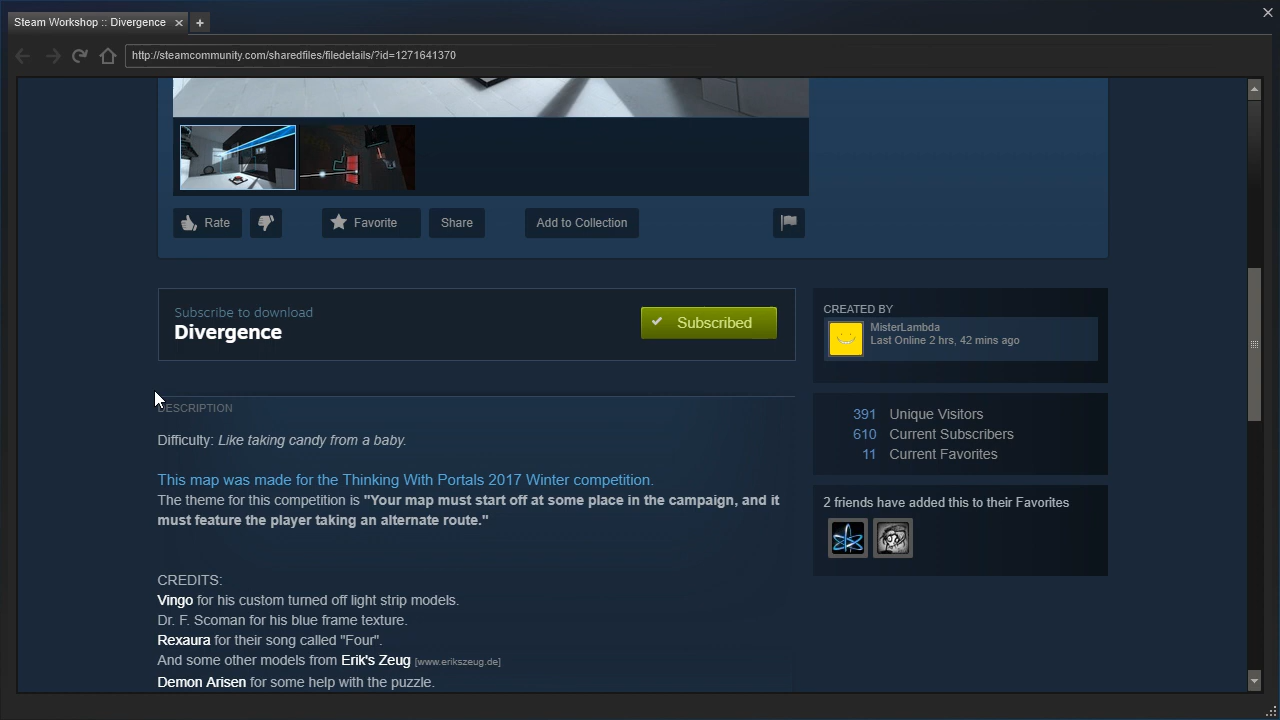 Steam Workshop :: Divergence
http://steamcommunity.com/sharedfiles/filedetails/?id=1271641370
Rate
Favorite
Share
Add to Collection
Subscribe to download
Divergence
Subscribed
CREATED BY
MisterLambda
Last Online 2 hrs, 42 mins ago
391 Unique Visitors
610 Current Subscribers
11 Current Favorites
2 friends have added this to their Favorites
DESCRIPTION
Difficulty: Like taking candy from a baby.
This map was made for the Thinking With Portals 2017 Winter competition.
The theme for this competition is "Your map must start off at some place in the campaign, and it
must feature the player taking an alternate route."
CREDITS:
Vingo for his custom turned off light strip models.
Dr. F. Scoman for his blue frame texture.
Rexaura for their song called "Four".
And some other models from Erik's Zeug [www.erikszeug.de]
Demon Arisen for some help with the puzzle.